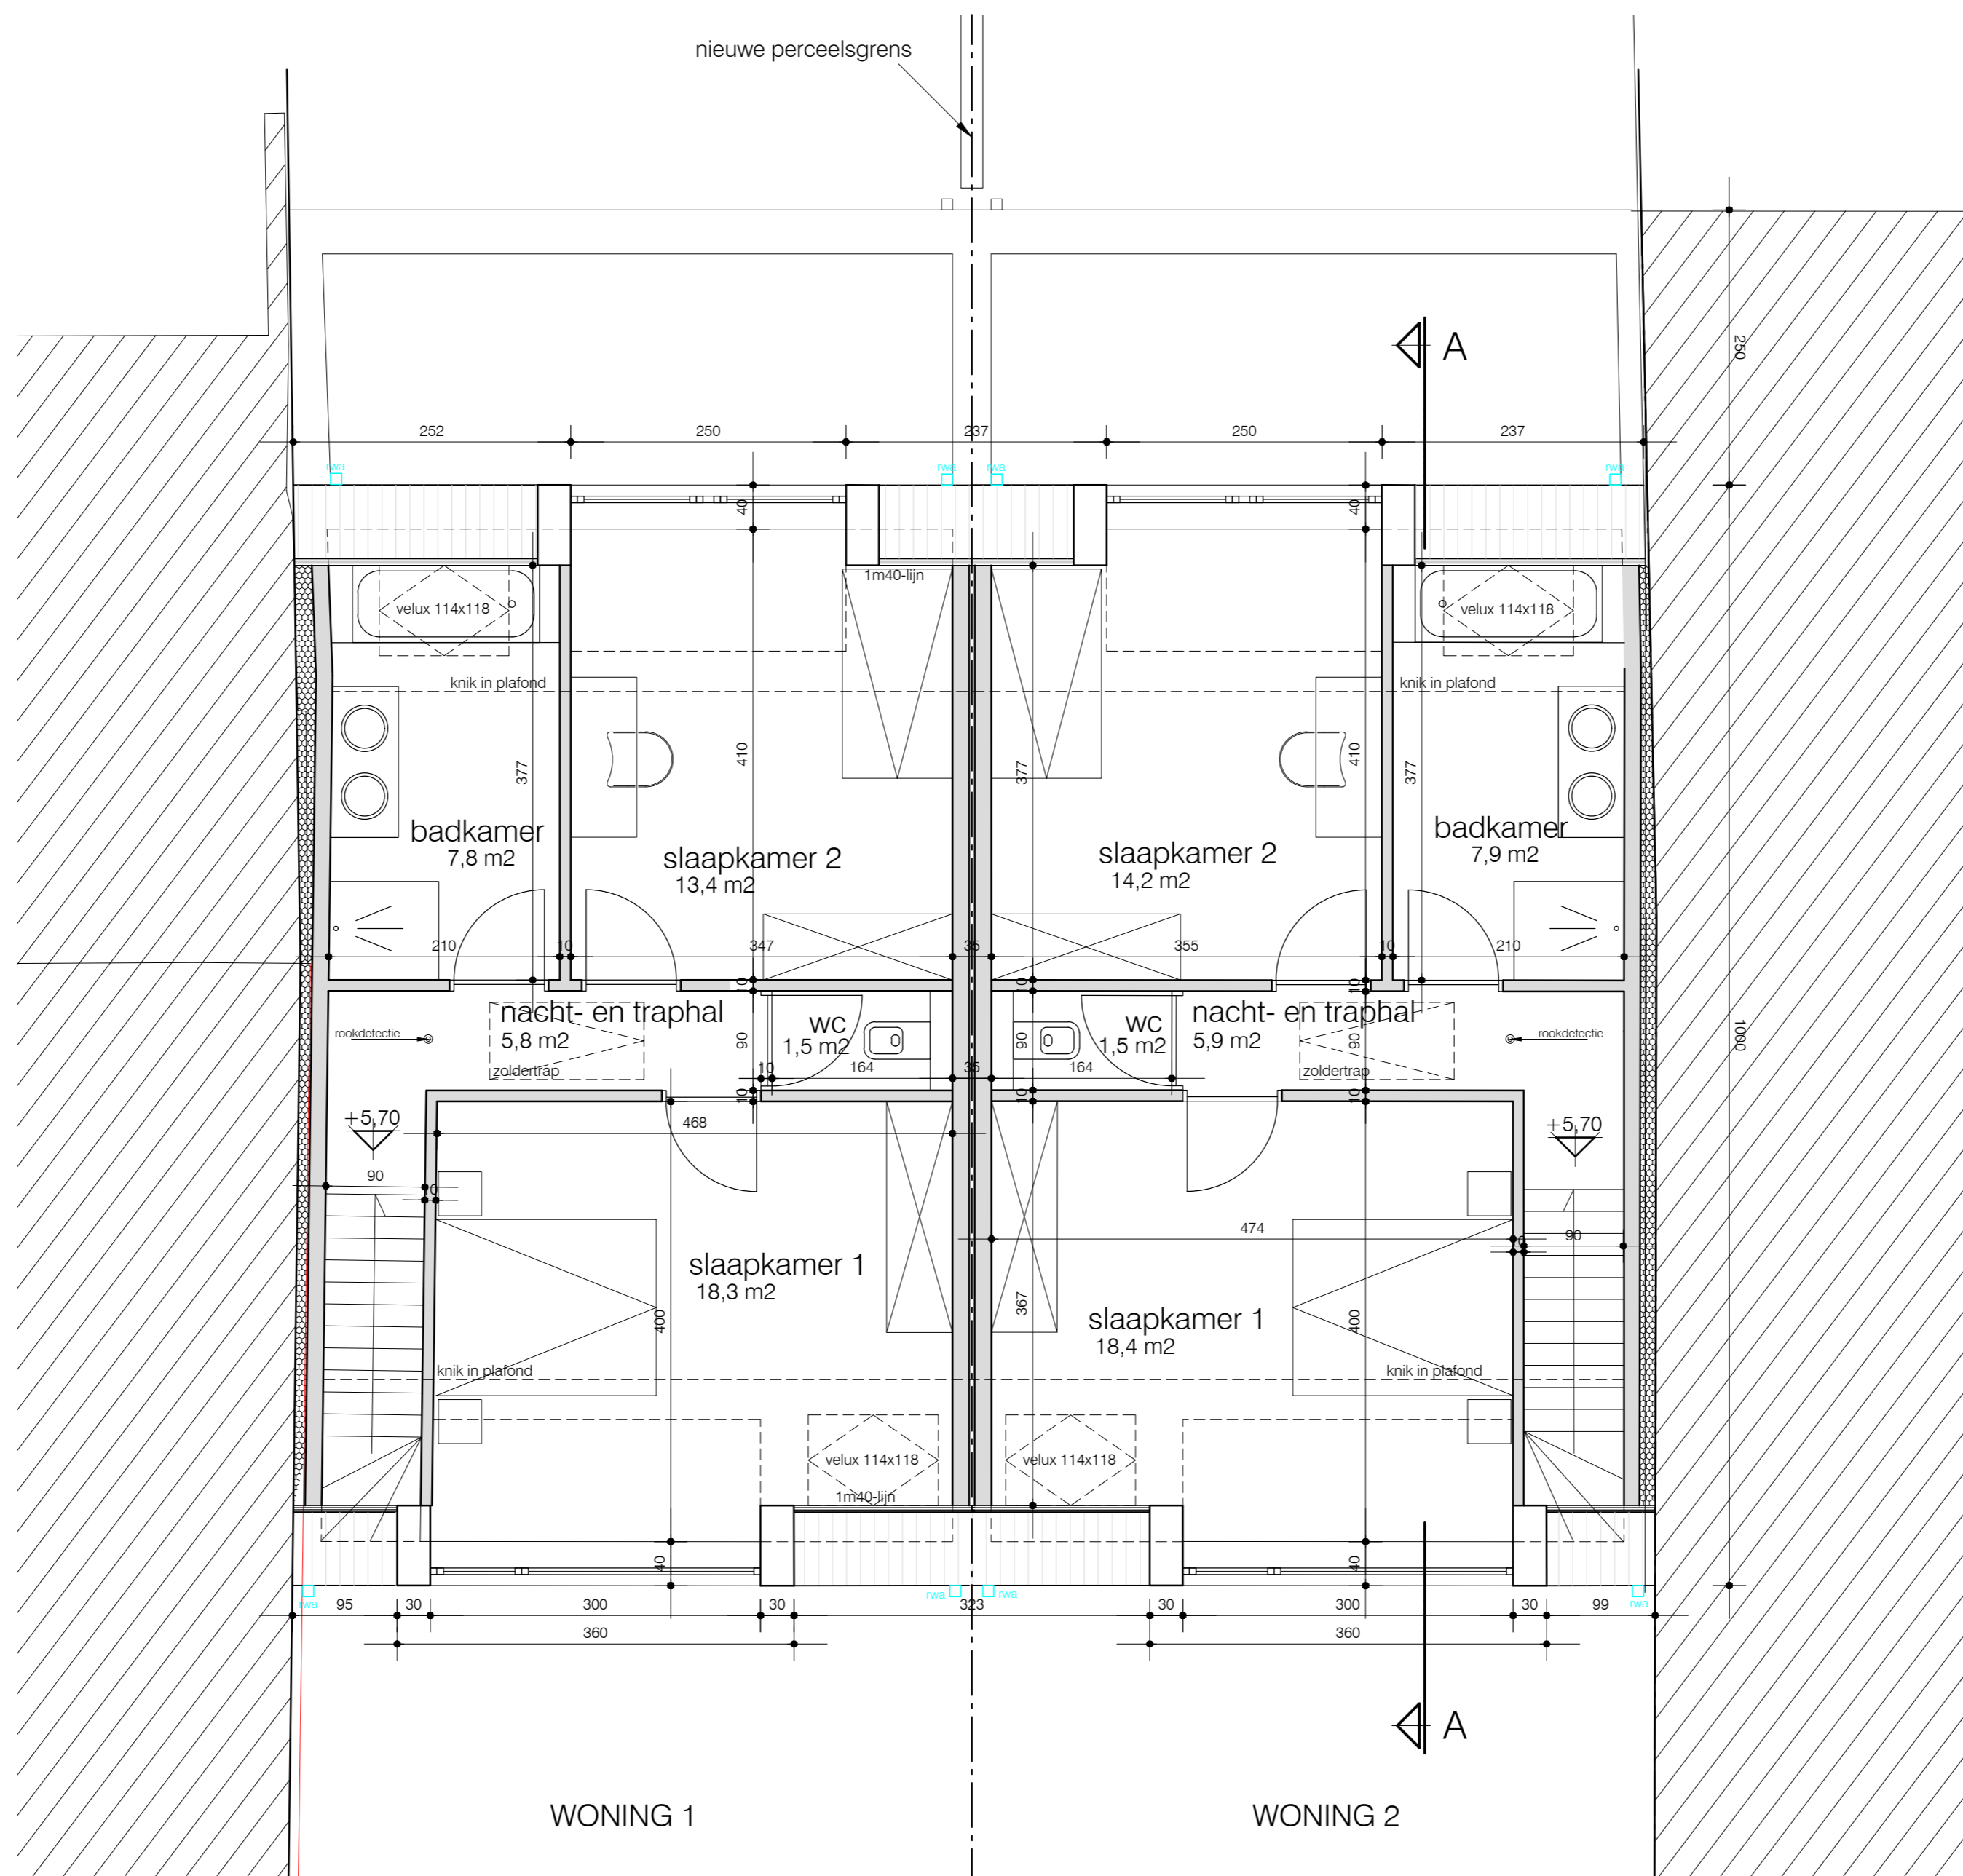 nieuwe perceelsgrens
A
250
252
250
237
250
237
rwa
rwa
rwa
rwa
40
40
1m40-lijn
velux 114x118
velux 114x118
knik in plafond
knik in plafond
377
410
377
410
377
badkamer
7,8 m2
slaapkamer 2
13,4 m2
slaapkamer 2
14,2 m2
badkamer
7,9 m2
210
10
347
35
355
10
210
10
10
10
nacht- en traphal
5,8 m2
WC
1,5 m2
WC
1,5 m2
nacht- en traphal
5,9 m2
rookdetectie
rookdetectie
90
90
90
1000
zoldertrap
zoldertrap
10
164
35
164
10
10
10
+5,70
+5,70
468
90
474
90
slaapkamer 1
18,3 m2
slaapkamer 1
18,4 m2
400
367
400
knik in plafond
knik in plafond
velux 114x118
velux 114x118
1m40-lijn
40
40
rwa
rwa
rwa
rwa
95
30
300
30
323
30
300
30
99
360
360
A
WONING 1
WONING 2